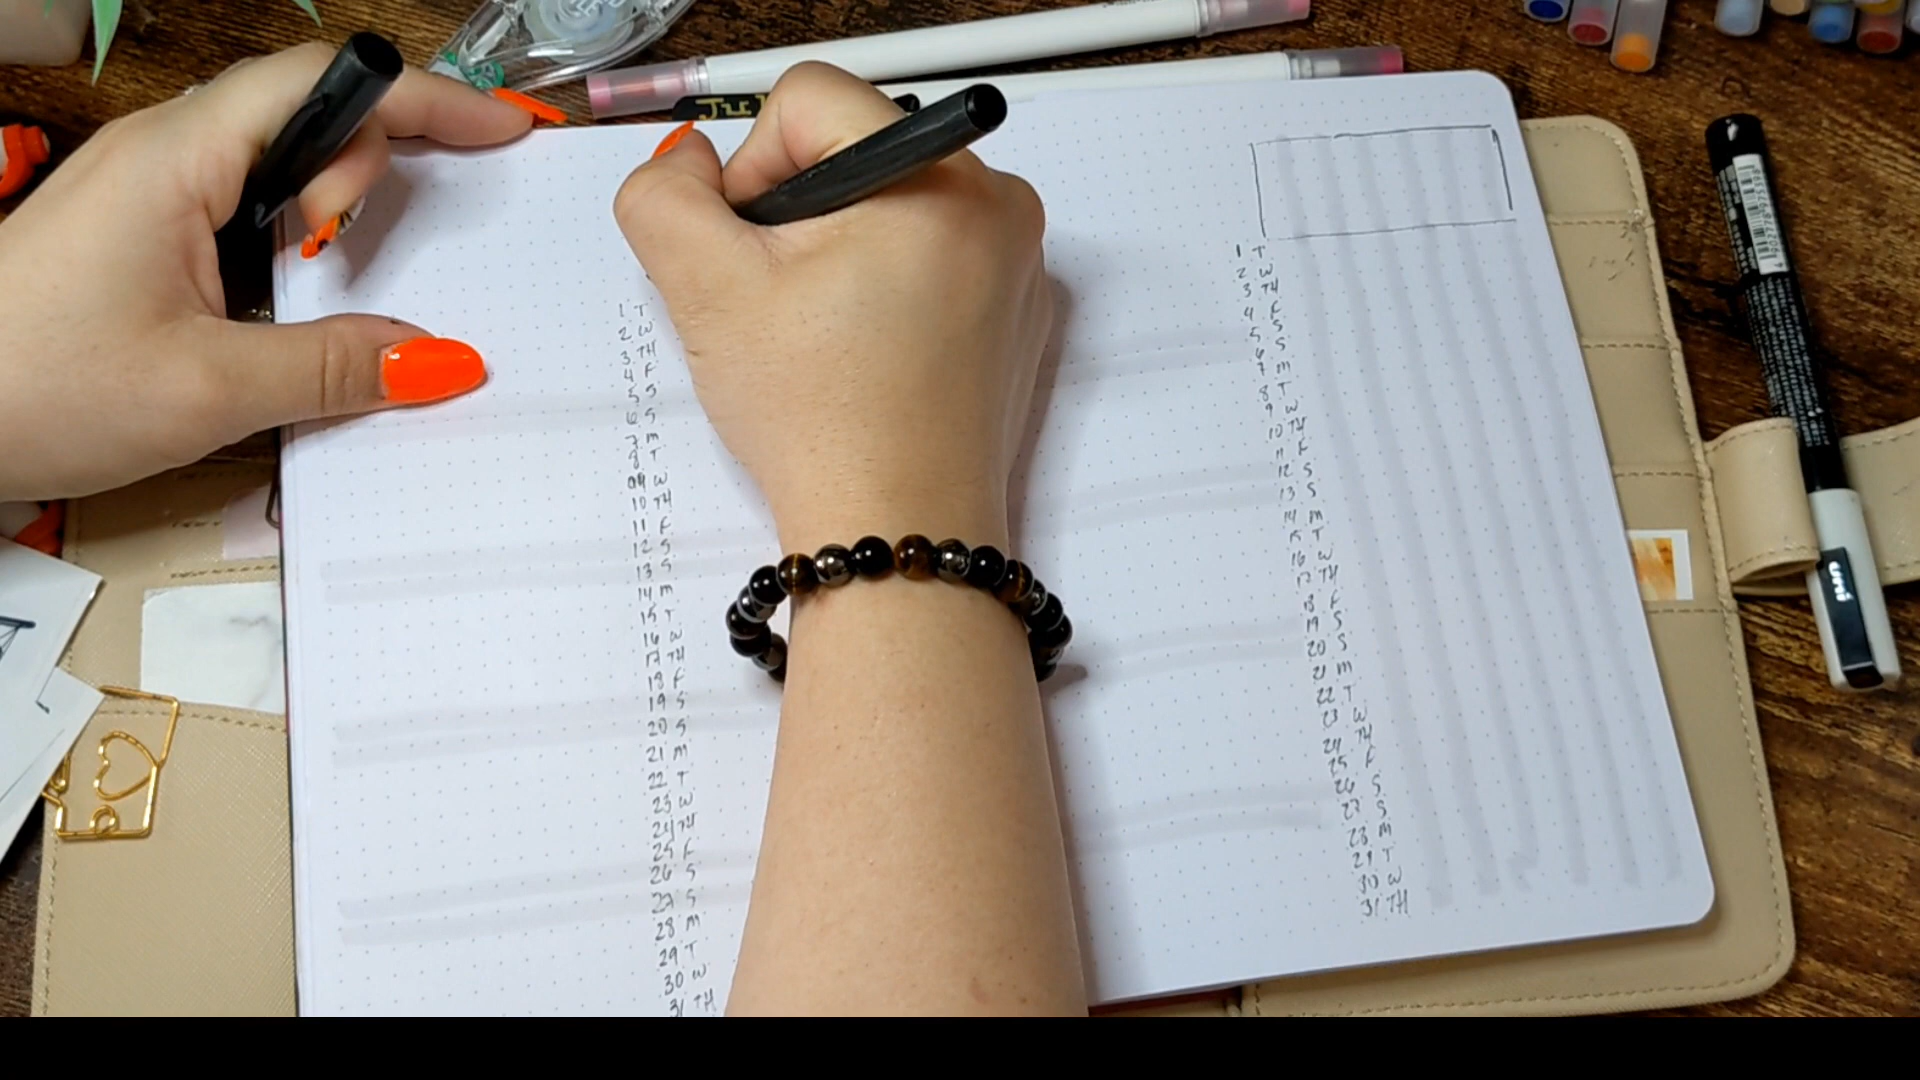 1 T
2 W
3 TH
4 F
5 S
6 S
7 M
8 T
9 W
10 TH
11 F
12 S
13 S
14 M
15 T
16 W
17 TH
18 F
19 S
20 S
21 M
22 T
23 W
24 TH
25 F
26 S
27 S
28 M
29 T
30 W
31 TH
1 T
2 W
3 TH
4 F
5 S
6 S
7 M
8 T
9 W
10 TH
11 F
12 S
13 S
14 M
15 T
16 W
17 TH
18 F
19 S
20 S
21 M
22 T
23 W
24 TH
25 F
26 S
27 S
28 M
29 T
30 W
31 TH
uni